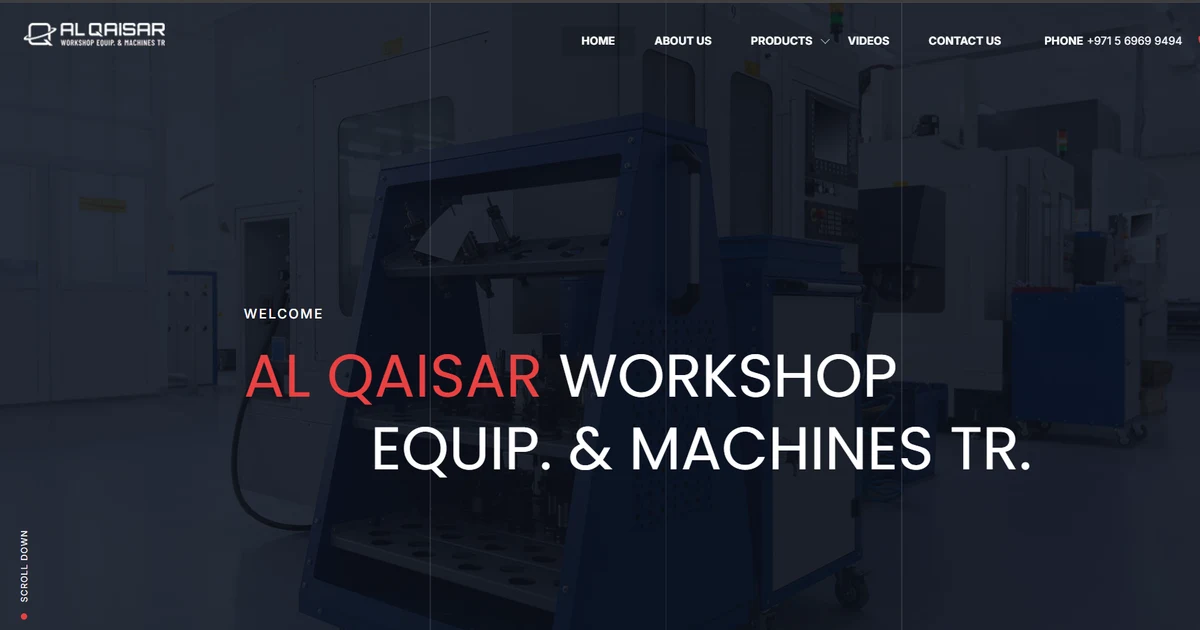 AL QAISAR
WORKSHOP EQUIP. & MACHINES TR
HOME
ABOUT US
PRODUCTS
VIDEOS
CONTACT US
PHONE +971 5 6969 9494
WELCOME
AL QAISAR WORKSHOP
EQUIP. & MACHINES TR.
SCROLL DOWN